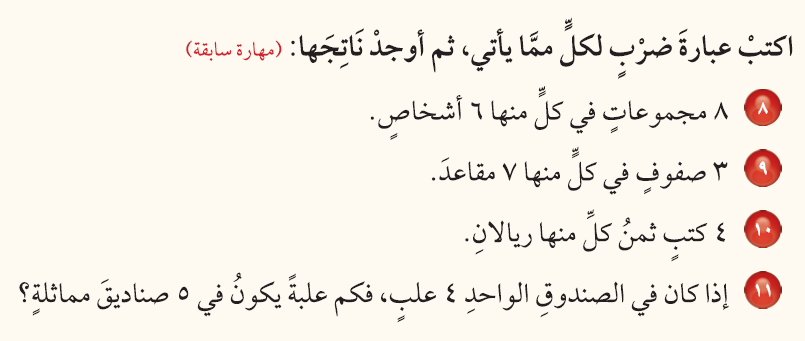 اكتبْ عبارةَ ضرْبٍ لكلٍّ ممَّا يأتي، ثم أوجدْ نَاتِجَها: (مهارة سابقة)
٨ ٨ مجموعاتٍ في كلٍّ منها ٦ أشخاصٍ.
٩ ٣ صفوفٍ في كلٍّ منها ٧ مقاعدَ.
١٠ ٤ كتبٍ ثمنُ كلِّ منها ريالانِ.
١١ إذا كان في الصندوقِ الواحدِ ٤ علبٍ، فكم علبةً يكونُ في ٥ صناديقَ مماثلةٍ؟